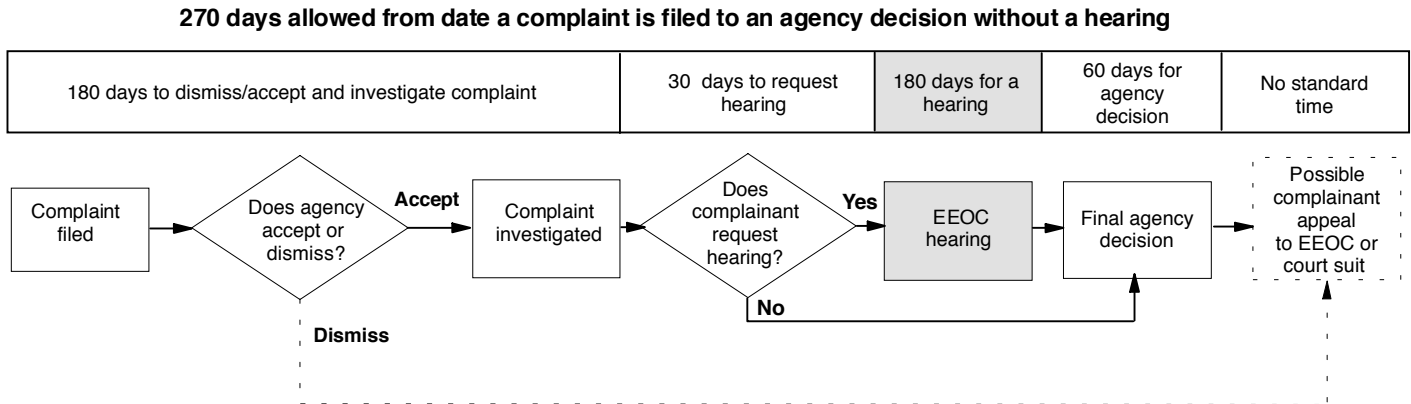 270 days allowed from date a complaint is filed to an agency decision without a hearing
180 days to dismiss/accept and investigate complaint
30 days to request
hearing
180 days for a
hearing
60 days for
agency
decision
No standard
time
Complaint
filed
Does agency
accept or
dismiss?
Accept
Dismiss
Complaint
investigated
Does
complainant
request
hearing?
Yes
No
EEOC
hearing
Final agency
decision
Possible
complainant
appeal
to EEOC or
court suit